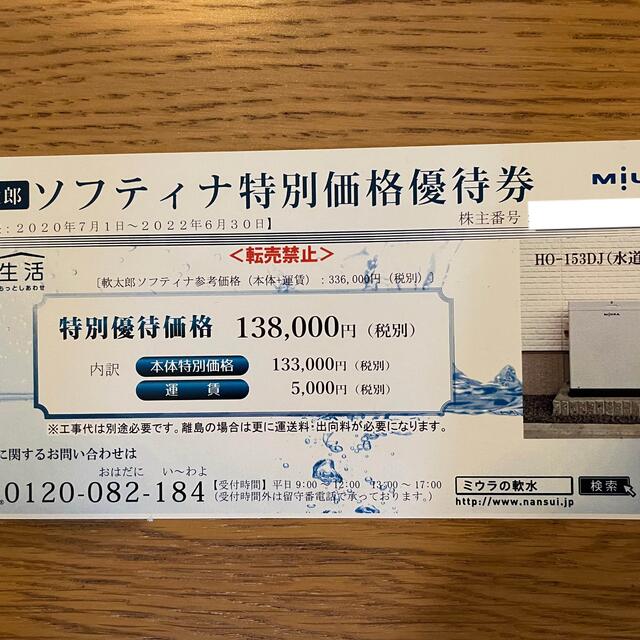 郎 ソフティナ特別価格優待券
MIU
：2020年7月1日～2022年6月30日】
株主番号
＜転売禁止＞
生活
もっとしあわせ
〔軟太郎ソフティナ参考価格（本体+運賃）：336,000円（税別）〕
HO-153DJ(水道
特別優待価格 138,000円（税別）
内訳 本体特別価格 133,000円（税別）
運賃 5,000円（税別）
MIURA
※工事代は別途必要です。離島の場合は更に運送料・出向料が必要になります。
に関するお問い合わせは
おはだに い～わよ
0120-082-184
【受付時間】平日9:00～12:00 13:00～17:00
(受付時間外は留守番電話で承っております。)
ミウラの軟水 検索
http://www.nansui.jp